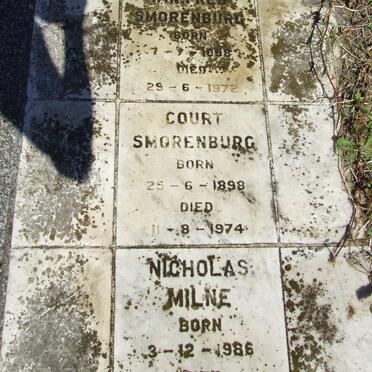 SMORENBURG
BORN
7-7-1898
DIED
29-6-1972
COURT
SMORENBURG
BORN
25-6-1898
DIED
11-8-1974
NICHOLAS
MILNE
BORN
3-12-1986